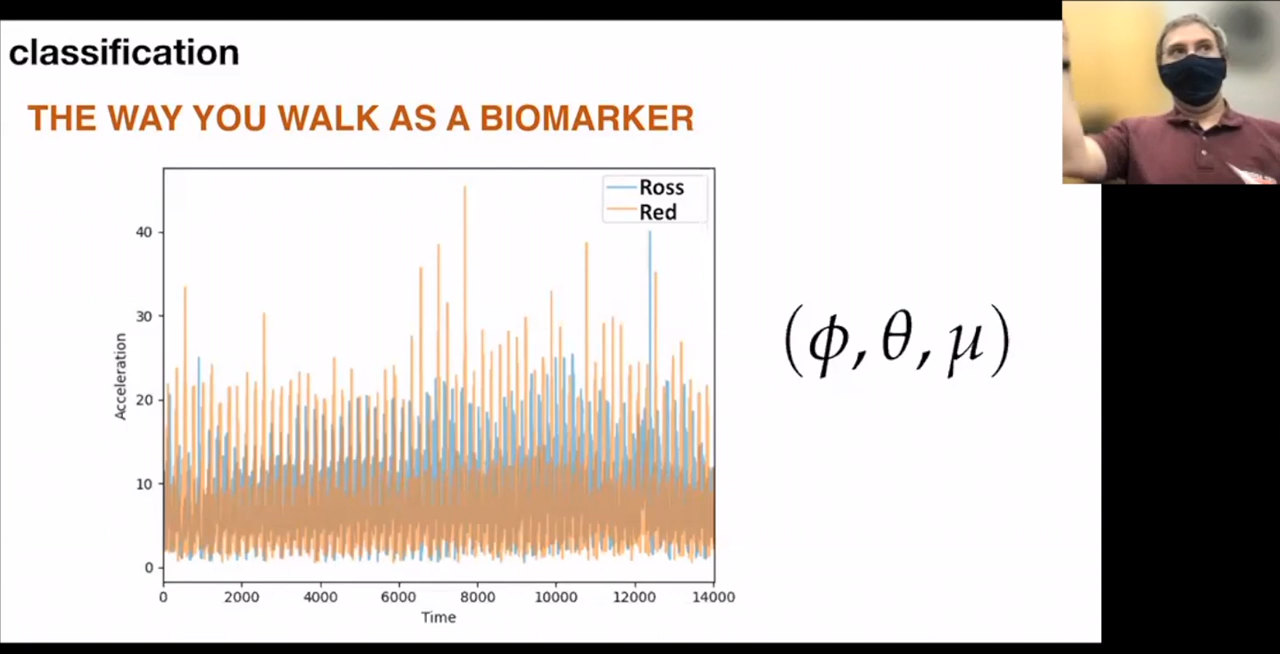 classification
THE WAY YOU WALK AS A BIOMARKER
Ross
Red
40
30
20
10
0
Acceleration
0 2000 4000 6000 8000 10000 12000 14000
Time
(ϕ, θ, μ)